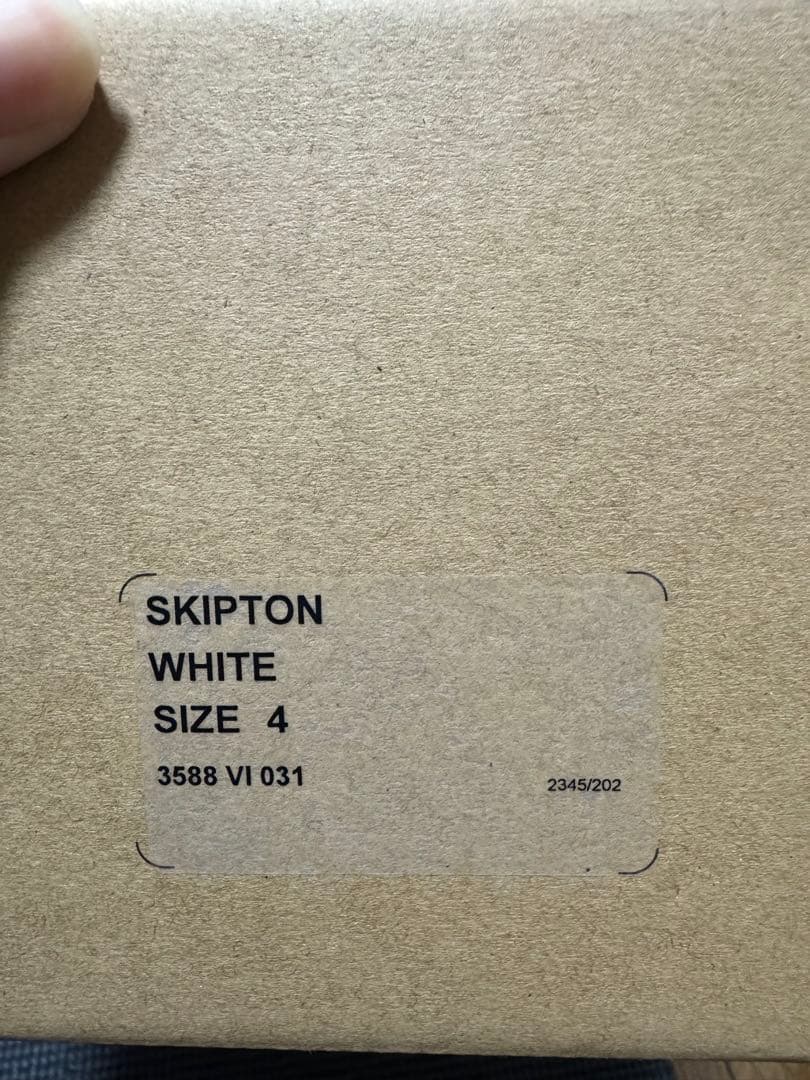 SKIPTON
WHITE
SIZE 4
3588 VI 031
2345/202